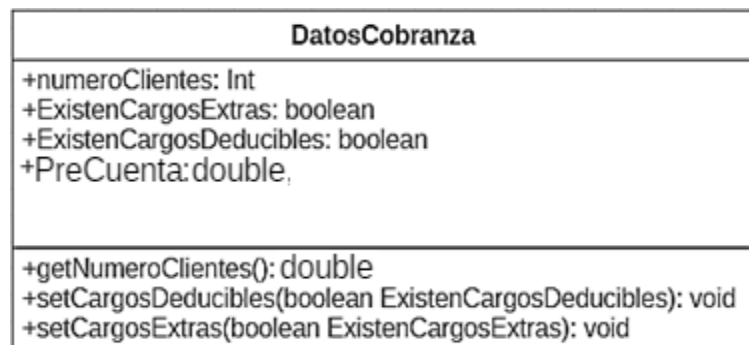 DatosCobranza
+numeroClientes: Int
+ExistenCargosExtras: boolean
+ExistenCargosDeducibles: boolean
+PreCuenta:double,
+getNumeroClientes(): double
+setCargosDeducibles(boolean ExistenCargosDeducibles): void
+setCargosExtras(boolean ExistenCargosExtras): void